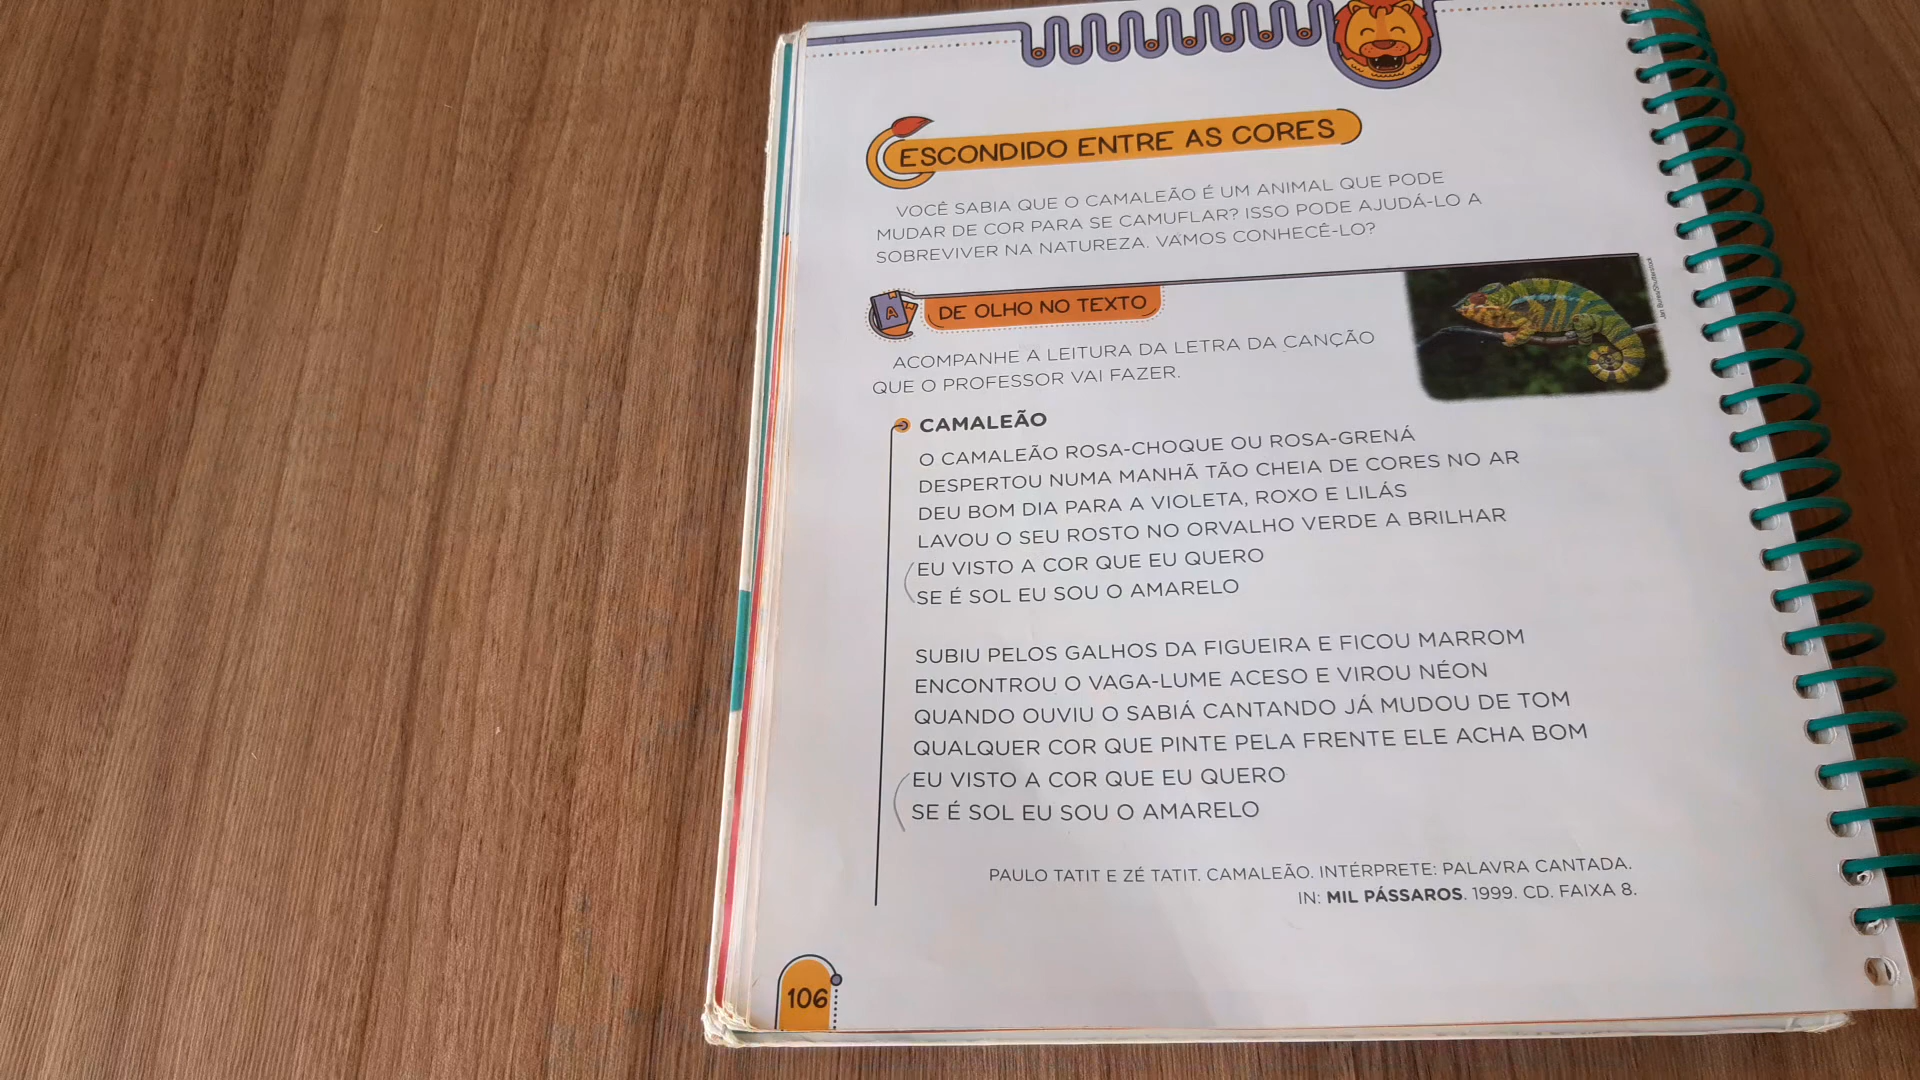 ESCONDIDO ENTRE AS CORES
VOCÊ SABIA QUE O CAMALEÃO É UM ANIMAL QUE PODE
MUDAR DE COR PARA SE CAMUFLAR? ISSO PODE AJUDÁ-LO A
SOBREVIVER NA NATUREZA. VAMOS CONHECÊ-LO?
A
DE OLHO NO TEXTO
ACOMPANHE A LEITURA DA LETRA DA CANÇÃO
QUE O PROFESSOR VAI FAZER.
CAMALEÃO
O CAMALEÃO ROSA-CHOQUE OU ROSA-GRENÁ
DESPERTOU NUMA MANHÃ TÃO CHEIA DE CORES NO AR
DEU BOM DIA PARA A VIOLETA, ROXO E LILÁS
LAVOU O SEU ROSTO NO ORVALHO VERDE A BRILHAR
EU VISTO A COR QUE EU QUERO
SE É SOL EU SOU O AMARELO
SUBIU PELOS GALHOS DA FIGUEIRA E FICOU MARROM
ENCONTROU O VAGA-LUME ACESO E VIROU NÉON
QUANDO OUVIU O SABIÁ CANTANDO JÁ MUDOU DE TOM
QUALQUER COR QUE PINTE PELA FRENTE ELE ACHA BOM
EU VISTO A COR QUE EU QUERO
SE É SOL EU SOU O AMARELO
PAULO TATIT E ZÉ TATIT. CAMALEÃO. INTÉRPRETE: PALAVRA CANTADA.
IN: MIL PÁSSAROS. 1999. CD. FAIXA 8.
106